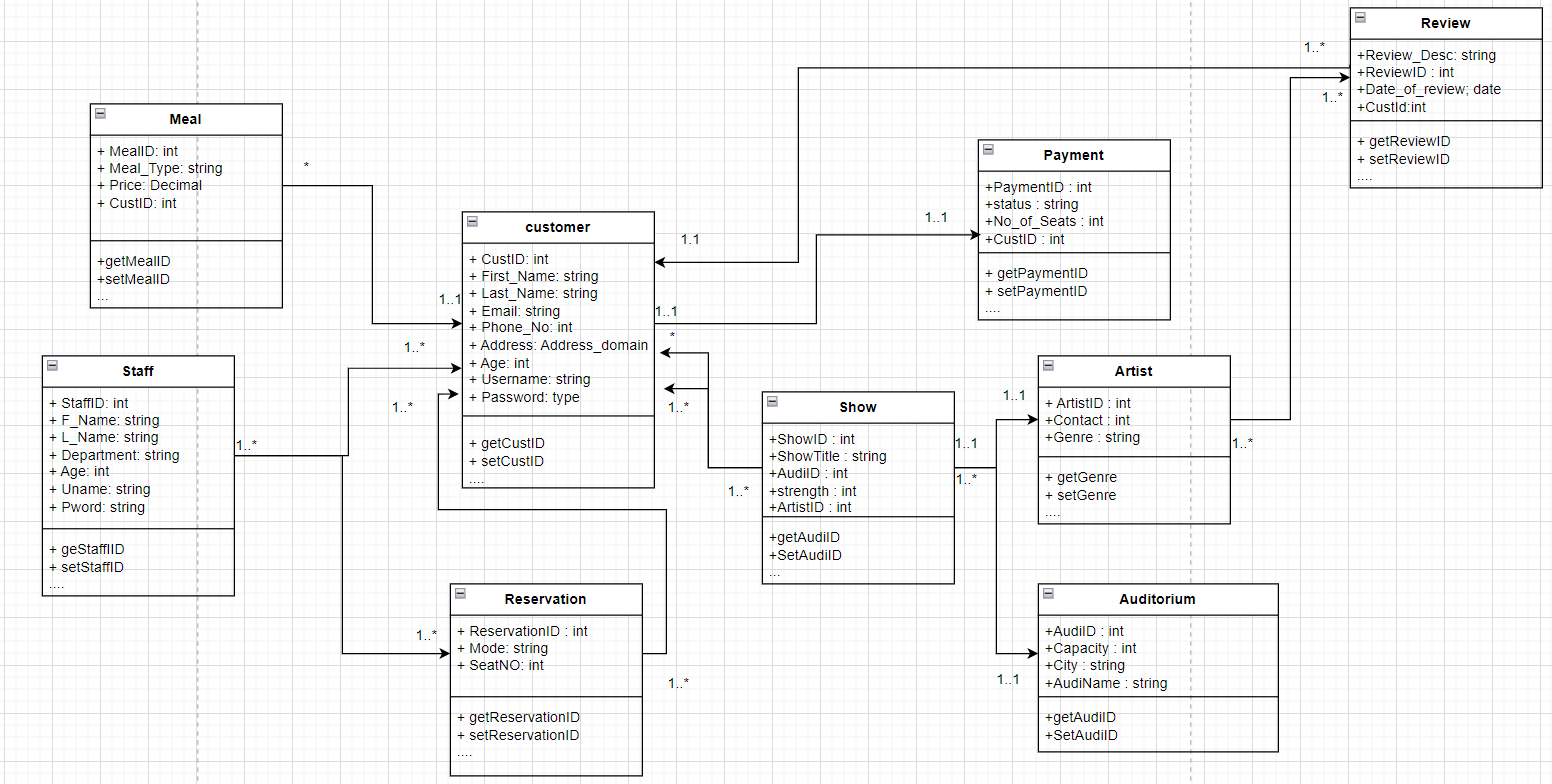 Review
+Review_Desc: string
+ReviewID : int
+Date_of_review; date
+CustId:int
+ getReviewID
+ setReviewID
....
1..*
1..*
Meal
+ MealID: int
+ Meal_Type: string
+ Price: Decimal
+ CustID: int
+getMealID
+setMealID
...
*
1..1
Payment
+PaymentID : int
+status : string
+No_of_Seats : int
+CustID : int
+ getPaymentID
+ setPaymentID
....
1..1
customer
+ CustID: int
+ First_Name: string
+ Last_Name: string
+ Email: string
+ Phone_No: int
+ Address: Address_domain
+ Age: int
+ Username: string
+ Password: type
+ getCustID
+ setCustID
....
1.1
1..1
*
1..*
1..*
1..*
Staff
+ StaffID: int
+ F_Name: string
+ L_Name: string
+ Department: string
+ Age: int
+ Uname: string
+ Pword: string
+ geStaffIID
+ setStaffID
....
1..*
Show
+ShowID : int
+ShowTitle : string
+AudiID : int
+strength : int
+ArtistID : int
+getAudiID
+SetAudiID
...
1..*
1..1
1..*
Artist
+ ArtistID : int
+Contact : int
+Genre : string
+ getGenre
+ setGenre
....
1..1
1..*
Reservation
+ ReservationID : int
+ Mode: string
+ SeatNO: int
+ getReservationID
+ setReservationID
....
1..*
1..*
Auditorium
+AudiID : int
+Capacity : int
+City : string
+AudiName : string
+getAudiID
+SetAudiID
1..1